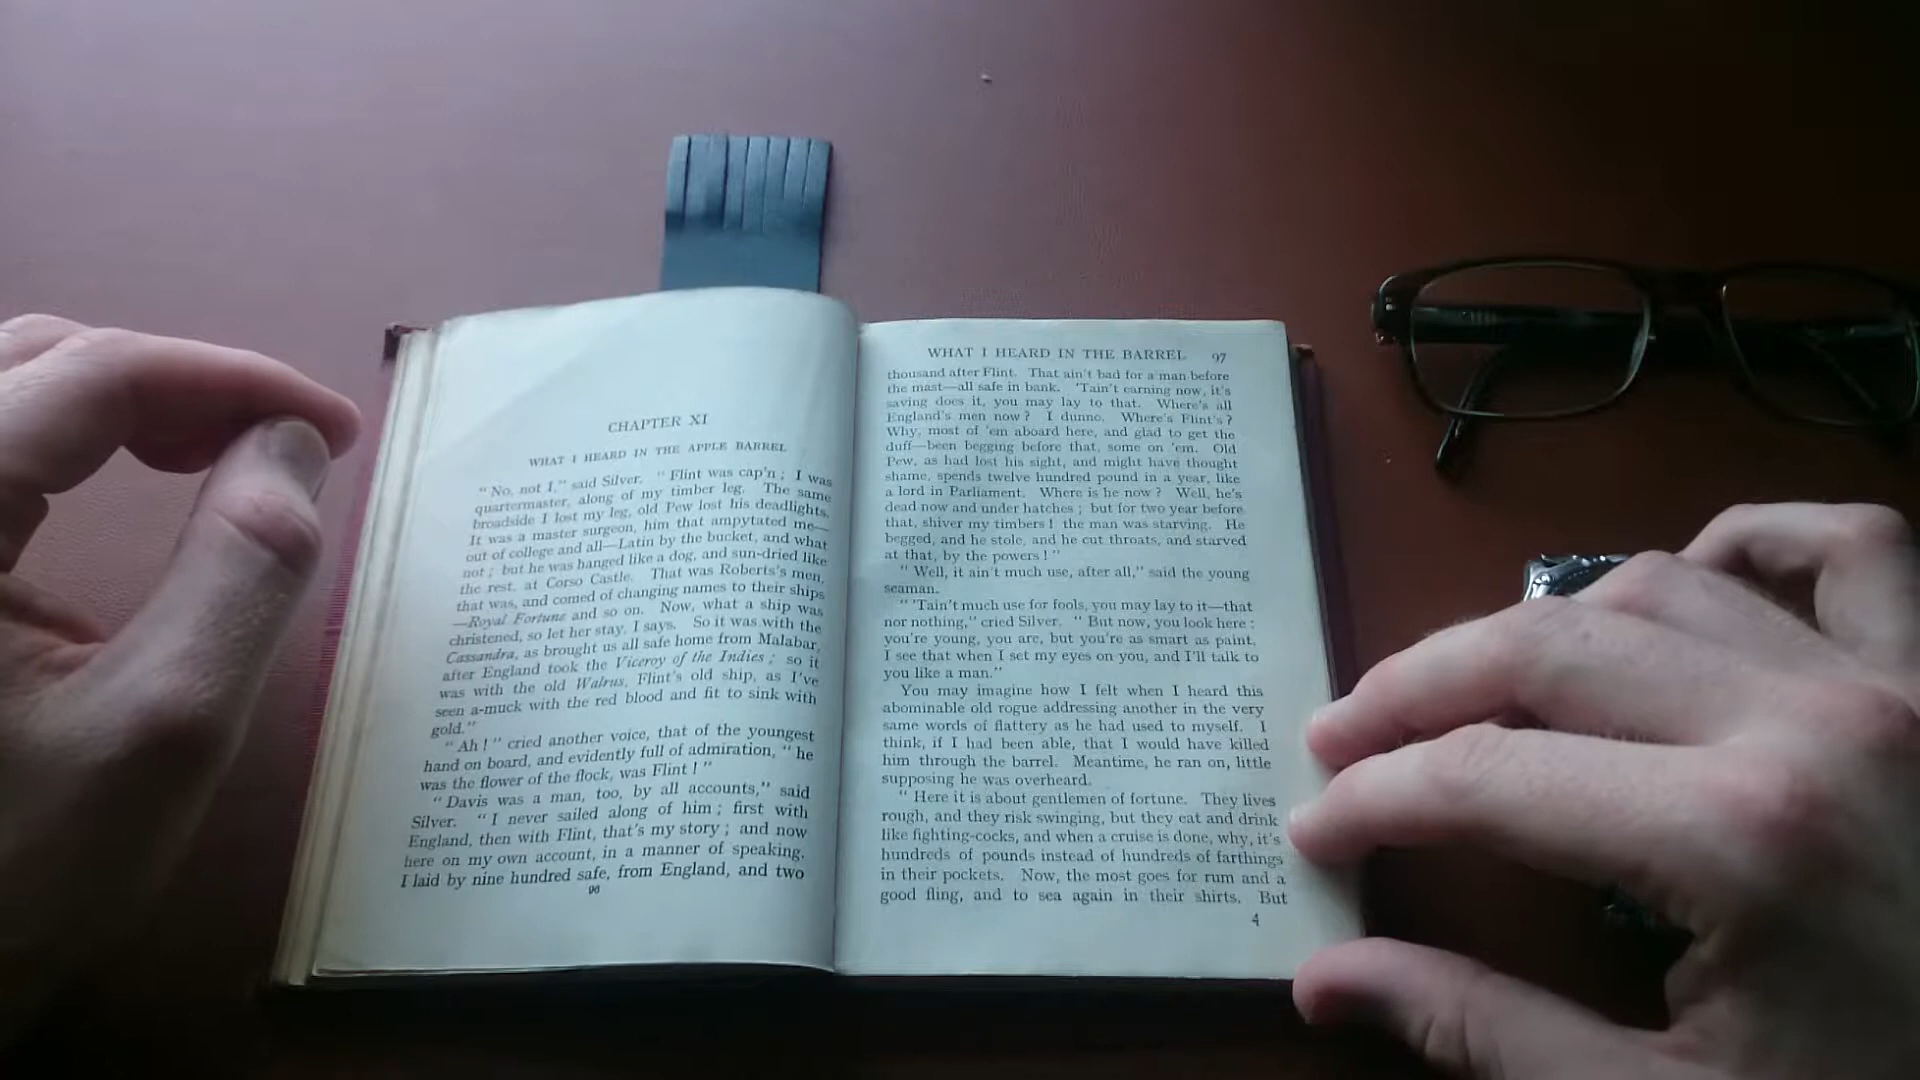 CHAPTER XI
WHAT I HEARD IN THE APPLE BARREL
“ No, not I,” said Silver. “ Flint was cap’n ; I was
quartermaster, along of my timber leg. The same
broadside I lost my leg, old Pew lost his deadlights.
It was a master surgeon, him that ampytated me—
out of college and all—Latin by the bucket, and what
not ; but he was hanged like a dog, and sun-dried like
the rest, at Corso Castle. That was Roberts’s men,
that was, and comed of changing names to their ships
—Royal Fortune and so on. Now, what a ship was
christened, so let her stay, I says. So it was with the
Cassandra, as brought us all safe home from Malabar,
after England took the Viceroy of the Indies ; so it
was with the old Walrus, Flint’s old ship, as I’ve
seen a-muck with the red blood and fit to sink with
gold.”
“ Ah ! ” cried another voice, that of the youngest
hand on board, and evidently full of admiration, “ he
was the flower of the flock, was Flint ! ”
“ Davis was a man, too, by all accounts,” said
Silver. “ I never sailed along of him ; first with
England, then with Flint, that’s my story ; and now
here on my own account, in a manner of speaking.
I laid by nine hundred safe, from England, and two
96
WHAT I HEARD IN THE BARREL 97
thousand after Flint. That ain’t bad for a man before
the mast—all safe in bank. ’Tain’t earning now, it’s
saving does it, you may lay to that. Where’s all
England’s men now ? I dunno. Where’s Flint’s ?
Why, most of ’em aboard here, and glad to get the
duff—been begging before that, some on ’em. Old
Pew, as had lost his sight, and might have thought
shame, spends twelve hundred pound in a year, like
a lord in Parliament. Where is he now ? Well, he’s
dead now and under hatches ; but for two year before
that, shiver my timbers ! the man was starving. He
begged, and he stole, and he cut throats, and starved
at that, by the powers ! ”
“ Well, it ain’t much use, after all,” said the young
seaman.
“ ’Tain’t much use for fools, you may lay to it—that
nor nothing,” cried Silver. “ But now, you look here :
you’re young, you are, but you’re as smart as paint.
I see that when I set my eyes on you, and I’ll talk to
you like a man.”
You may imagine how I felt when I heard this
abominable old rogue addressing another in the very
same words of flattery as he had used to myself. I
think, if I had been able, that I would have killed
him through the barrel. Meantime, he ran on, little
supposing he was overheard.
“ Here it is about gentlemen of fortune. They lives
rough, and they risk swinging, but they eat and drink
like fighting-cocks, and when a cruise is done, why, it’s
hundreds of pounds instead of hundreds of farthings
in their pockets. Now, the most goes for rum and a
good fling, and to sea again in their shirts. But
4